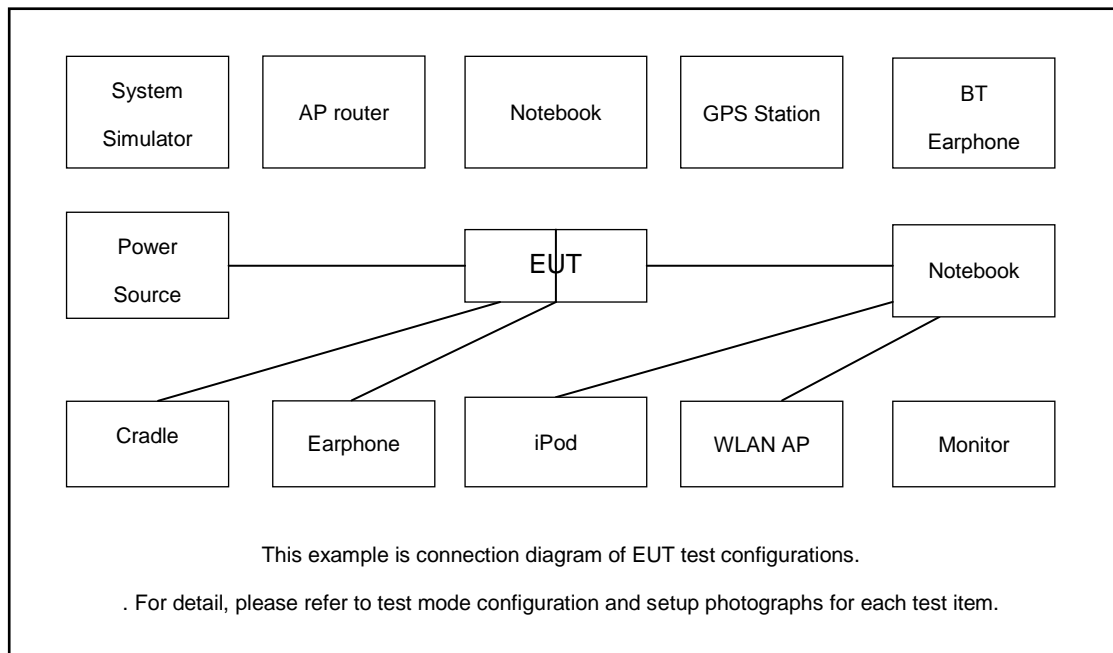 System
Simulator
AP router
Notebook
GPS Station
BT
Earphone
Power
Source
EUT
Notebook
Cradle
Earphone
iPod
WLAN AP
Monitor
This example is connection diagram of EUT test configurations.
. For detail, please refer to test mode configuration and setup photographs for each test item.